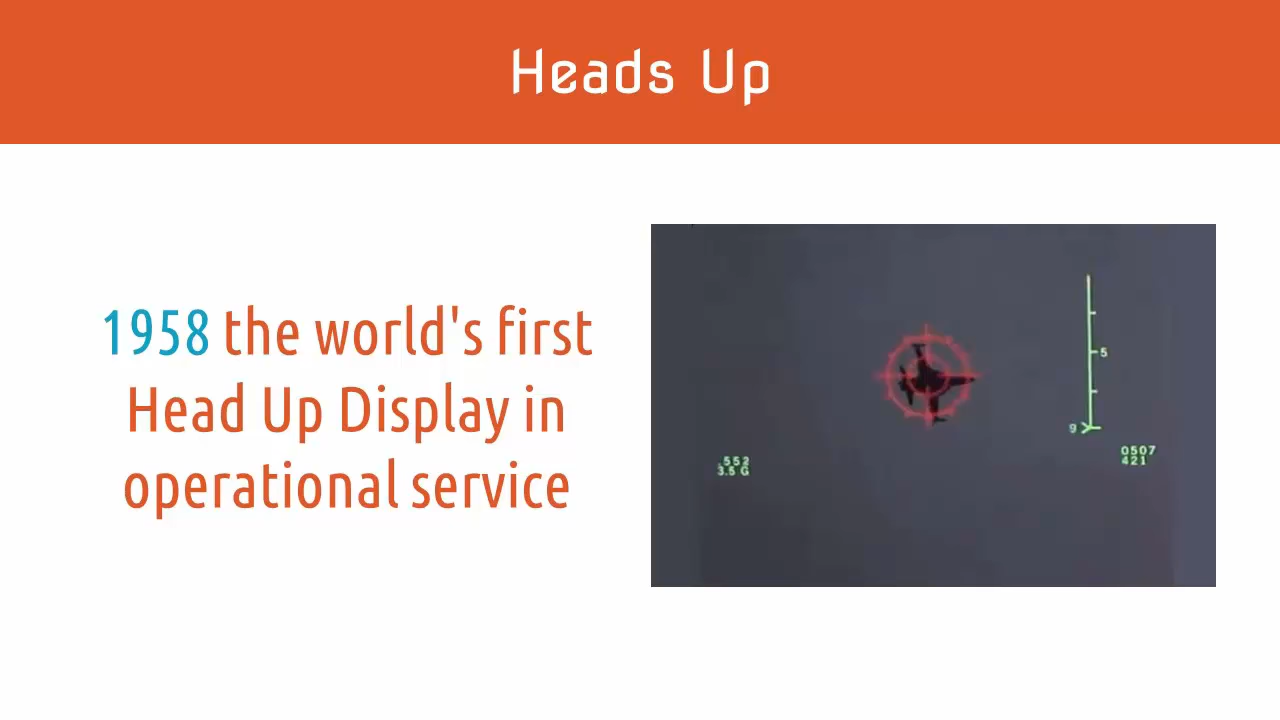 Heads Up
1958 the world's first
Head Up Display in
operational service
5
9
.552
3.5 G
0507
421